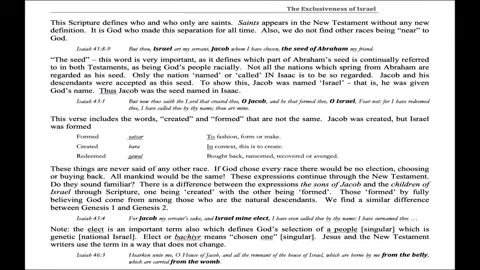 The Exclusiveness of Israel
This Scripture defines who and who only are saints. Saints appears in the New Testament without any new
definition. It is God who made this separation for all time. Also, we do not find other races being “near” to
God.
Isaiah 41:8-9 But thou, Israel art my servant, Jacob whom I have chosen, the seed of Abraham my friend.
“The seed” – this word is very important, as it defines which part of Abraham’s seed is continually referred
to in both Testaments, as being God’s people racially. Not all the nations which spring from Abraham are
regarded as his seed. Only the nation ‘named’ or ‘called’ IN Isaac is to be so regarded. Jacob and his
descendants were accepted as this seed. To show this, Jacob was named ‘Israel’ - that is, he was given
God’s name. Thus Jacob was the seed named in Isaac.
Isaiah 43:1 But now thus saith the Lord that created thee, O Jacob, and he that formed thee, O Israel, Fear not: for I have redeemed
thee, I have called thee by thy name; thou art mine.
This verse includes the words, “created” and “formed” that are not the same. Jacob was created, but Israel
was formed
Formed yatsar To fashion, form or make.
Created bara In context, this is to create.
Redeemed gawal Bought back, ransomed, recovered or avenged.
These things are never said of any other race. If God chose every race there would be no election, choosing
or buying back. All mankind would be the same! These expressions continue through the New Testament.
Do they sound familiar? There is a difference between the expressions the sons of Jacob and the children of
Israel through Scripture, one being ‘created’ with the other being ‘formed’. Those ‘formed’ by fully
believing God come from among those who are the natural descendants. We find a similar difference
between Genesis 1 and Genesis 2.
Isaiah 45:4 For Jacob my servant’s sake, and Israel mine elect, I have even called thee by thy name: I have surnamed thee …
Note: the elect is an important term also which defines God’s selection of a people [singular] which is
genetic [national Israel]. Elect or bachiyr means “chosen one” [singular]. Jesus and the New Testament
writers use the term in a way that does not change.
Isaiah 46:3 Hearken unto me, O House of Jacob, and all the remnant of the house of Israel, which are borne by me from the belly,
which are carried from the womb.